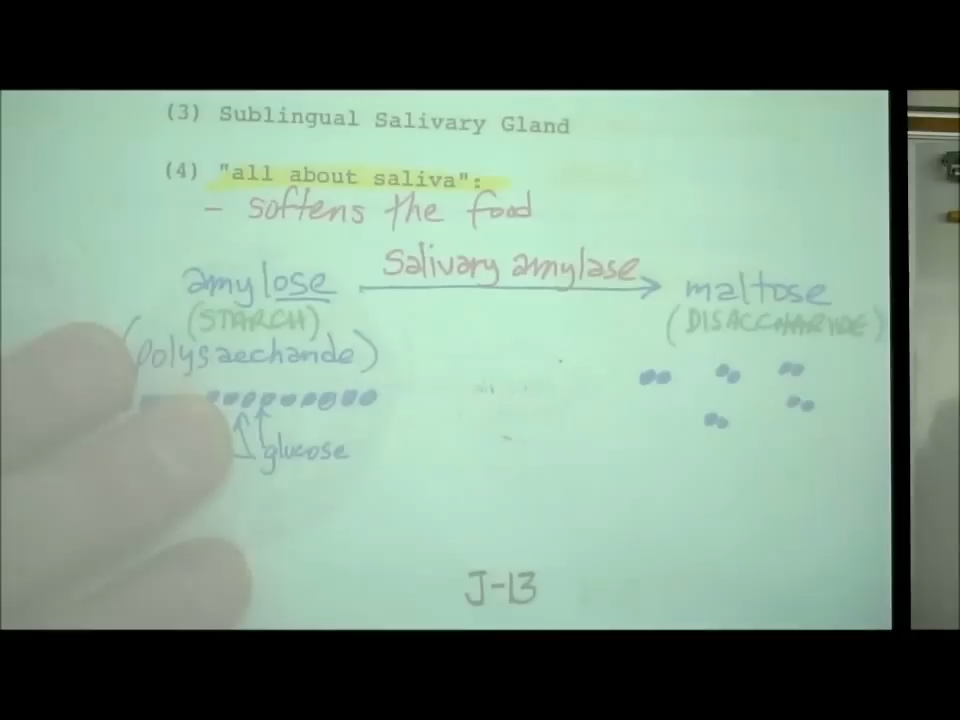 (3) Sublingual Salivary Gland
(4) "all about saliva":
- softens the food
Salivary amylase
amylose maltose
(STARCH) (DISACCHARIDE)
(polysaechande)
glucose
J-13